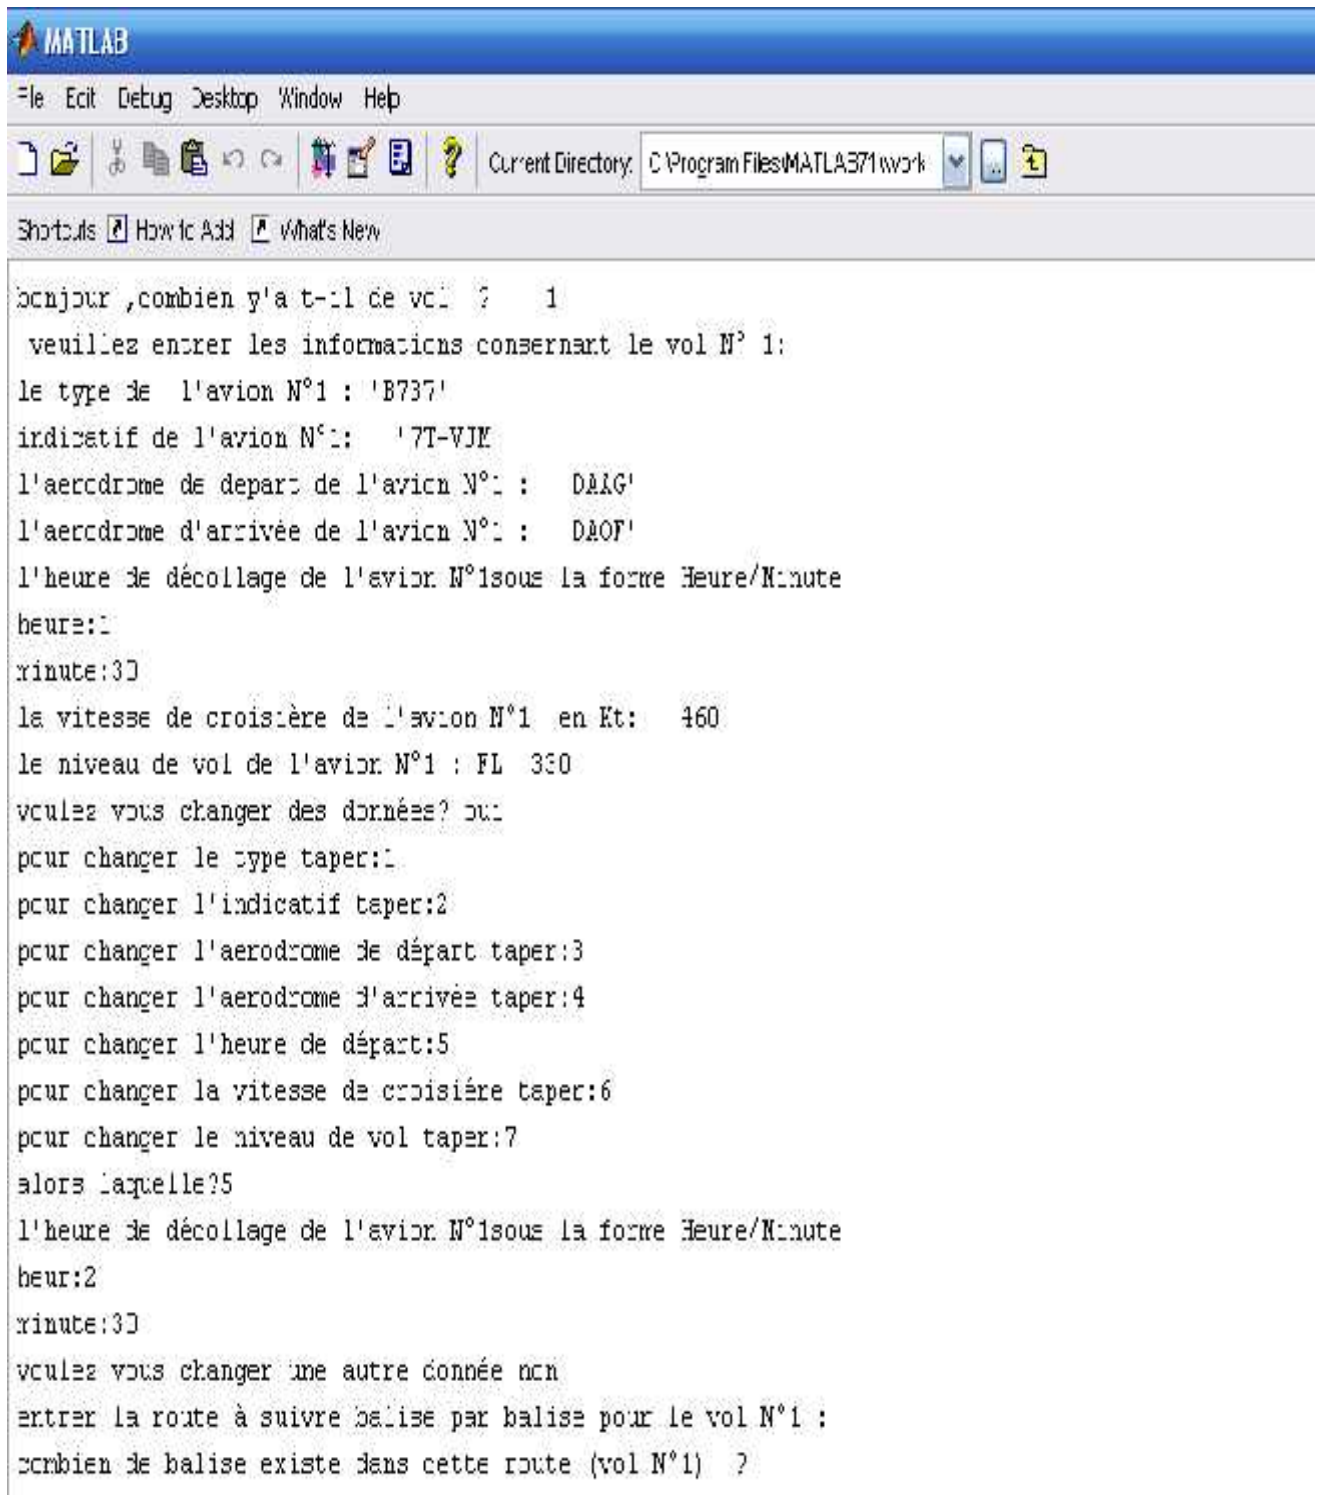 MATLAB
File Edit Debug Desktop Window Help
Current Directory: C:\Program Files\MATLAB71\work
Shortcuts How to Add What's New
bonjour ,combien y'a t-il de vol ? 1
veuillez entrer les informations consernant le vol N° 1:
le type de l'avion N°1 : 'B737'
indicatif de l'avion N°1: '7T-VJM
l'aerodrome de depart de l'avion N°1 : DAAG'
l'aerodrome d'arrivée de l'avion N°1 : DAOF'
l'heure de décollage de l'avion N°1sous la forme Heure/Minute
heure:1
minute:30
la vitesse de croisière de l'avion N°1 en Kt: 460
le niveau de vol de l'avion N°1 : FL 330
voulez vous changer des données? oui
pour changer le type taper:1
pour changer l'indicatif taper:2
pour changer l'aerodrome de départ taper:3
pour changer l'aerodrome d'arrivée taper:4
pour changer l'heure de départ:5
pour changer la vitesse de croisiére taper:6
pour changer le niveau de vol taper:7
alors laquelle?5
l'heure de décollage de l'avion N°1sous la forme Heure/Minute
heur:2
minute:30
voulez vous changer une autre donnée non
entrer la route à suivre balise par balise pour le vol N°1 :
combien de balise existe dans cette route (vol N°1) ?